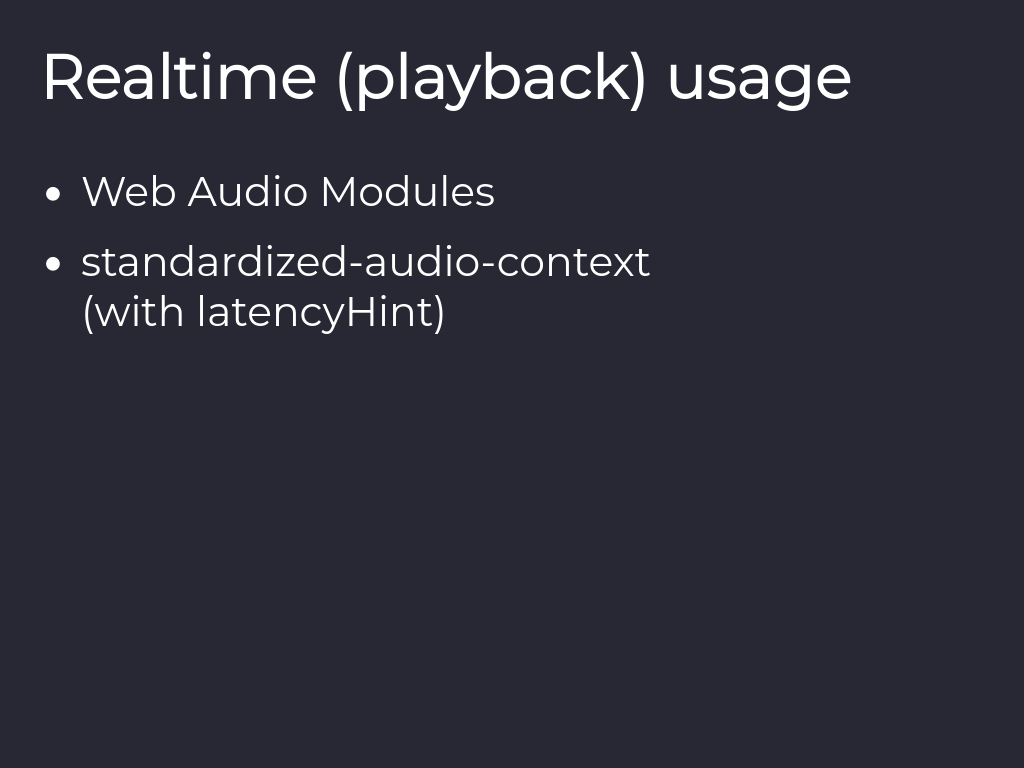 Realtime (playback) usage
• Web Audio Modules
• standardized-audio-context
(with latencyHint)